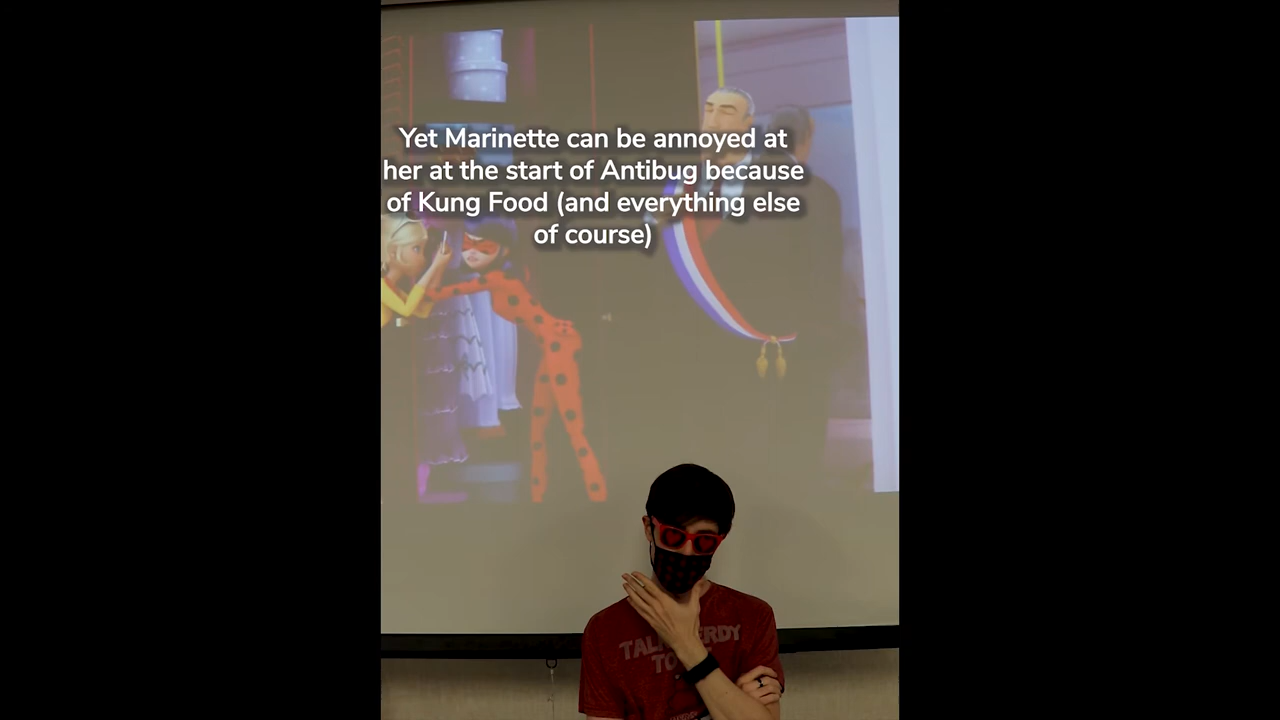 Yet Marinette can be annoyed at
her at the start of Antibug because
of Kung Food (and everything else
of course)
TO